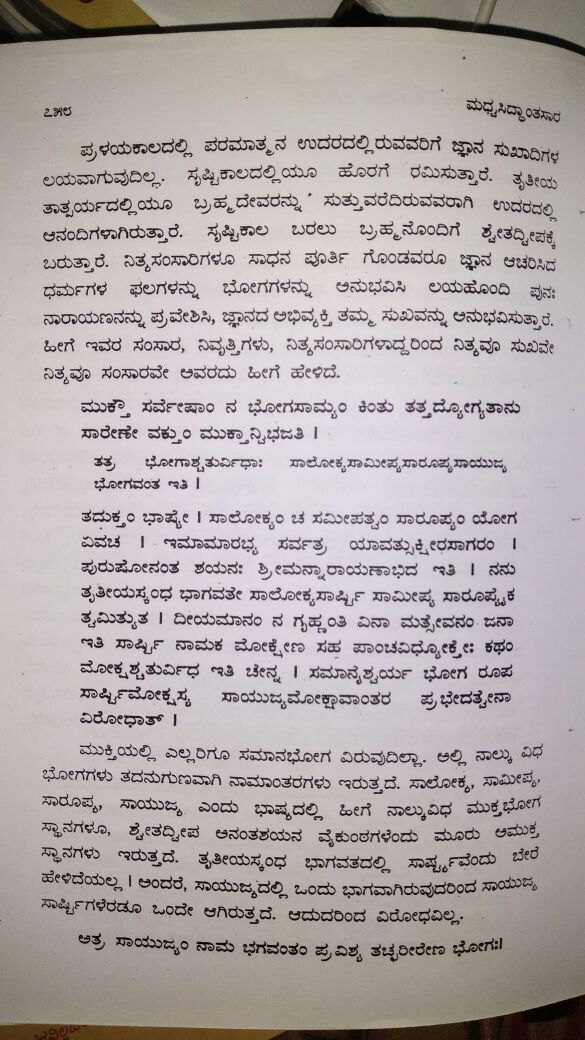 ೭೫೮ ಮಧ್ವಸಿದ್ಧಾಂತಸಾರ
ಪ್ರಳಯಕಾಲದಲ್ಲಿ ಪರಮಾತ್ಮನ ಉದರದಲ್ಲಿರುವವರಿಗೆ ಜ್ಞಾನ ಸುಖಾದಿಗಳ
ಲಯವಾಗುವುದಿಲ್ಲ. ಸೃಷ್ಟಿಕಾಲದಲ್ಲಿಯೂ ಹೊರಗೆ ರಮಿಸುತ್ತಾರೆ. ತೃತೀಯ
ತಾತ್ಪರ್ಯದಲ್ಲಿಯೂ ಬ್ರಹ್ಮದೇವರನ್ನು ಸುತ್ತುವರೆದಿರುವವರಾಗಿ ಉದರದಲ್ಲಿ
ಆನಂದಿಗಳಾಗಿರುತ್ತಾರೆ. ಸೃಷ್ಟಿಕಾಲ ಬರಲು ಬ್ರಹ್ಮನೊಂದಿಗೆ ಶ್ವೇತದ್ವೀಪಕ್ಕೆ
ಬರುತ್ತಾರೆ. ನಿತ್ಯಸಂಸಾರಿಗಳೂ ಸಾಧನ ಪೂರ್ತಿ ಗೊಂಡವರೂ ಜ್ಞಾನ ಆಚರಿಸಿದ
ಧರ್ಮಗಳ ಫಲಗಳನ್ನು ಭೋಗಗಳನ್ನು ಅನುಭವಿಸಿ ಲಯಹೊಂದಿ ಪುನಃ
ನಾರಾಯಣನನ್ನು ಪ್ರವೇಶಿಸಿ, ಜ್ಞಾನದ ಅಭಿವ್ಯಕ್ತಿ ತಮ್ಮ ಸುಖವನ್ನು ಅನುಭವಿಸುತ್ತಾರೆ.
ಹೀಗೆ ಇವರ ಸಂಸಾರ, ನಿವೃತ್ತಿಗಳು, ನಿತ್ಯಸಂಸಾರಿಗಳಾದ್ದರಿಂದ ನಿತ್ಯವೂ ಸುಖವೇ
ನಿತ್ಯವೂ ಸಂಸಾರವೇ ಅವರದು ಹೀಗೆ ಹೇಳಿದೆ.
ಮುಕ್ತೌ ಸರ್ವೇಷಾಂ ನ ಭೋಗಸಾಮ್ಯಂ ಕಿಂತು ತತ್ತದ್ಯೋಗ್ಯತಾನು
ಸಾರೇಣೇ ವಕ್ತುಂ ಮುಕ್ತಾನ್ವಿಭಜತಿ ।
ತತ್ರ ಭೋಗಾಶ್ಚತುರ್ವಿಧಾಃ ಸಾಲೋಕ್ಯಸಾಮೀಪ್ಯಸಾರೂಪ್ಯಸಾಯುಜ್ಯ
ಭೋಗವಂತ ಇತಿ ।
ತದುಕ್ತಂ ಭಾಷ್ಯೇ । ಸಾಲೋಕ್ಯಂ ಚ ಸಮೀಪತ್ವಂ ಸಾರೂಪ್ಯಂ ಯೋಗ
ಏವಚ । ಇಮಾಮಾರಭ್ಯ ಸರ್ವತ್ರ ಯಾವತ್ಸುಕ್ಷೀರಸಾಗರಂ ।
ಪುರುಷೋನಂತ ಶಯನಃ ಶ್ರೀಮನ್ನಾರಾಯಣಾಭಿದ ಇತಿ । ನನು
ತೃತೀಯಸ್ಕಂಧ ಭಾಗವತೇ ಸಾಲೋಕ್ಯಸಾರ್ಷ್ಟಿ ಸಾಮೀಪ್ಯ ಸಾರೂಪ್ಯೈಕ
ತ್ವಮಿತ್ಯುತ । ದೀಯಮಾನಂ ನ ಗೃಹ್ಣಂತಿ ವಿನಾ ಮತ್ಸೇವನಂ ಜನಾ
ಇತಿ ಸಾರ್ಷ್ಟಿ ನಾಮಕ ಮೋಕ್ಷೇಣ ಸಹ ಪಾಂಚವಿಧ್ಯೋಕ್ತೇಃ ಕಥಂ
ಮೋಕ್ಷಶ್ಚತುರ್ವಿಧ ಇತಿ ಚೇನ್ನ । ಸಮಾನೈಶ್ವರ್ಯ ಭೋಗ ರೂಪ
ಸಾರ್ಷ್ಟಿಮೋಕ್ಷಸ್ಯ ಸಾಯುಜ್ಯಮೋಕ್ಷಾವಾಂತರ ಪ್ರಭೇದತ್ವೇನಾ
ವಿರೋಧಾತ್ ।
ಮುಕ್ತಿಯಲ್ಲಿ ಎಲ್ಲರಿಗೂ ಸಮಾನಭೋಗ ವಿರುವುದಿಲ್ಲಾ. ಅಲ್ಲಿ ನಾಲ್ಕು ವಿಧ
ಭೋಗಗಳು ತದನುಗುಣವಾಗಿ ನಾಮಾಂತರಗಳು ಇರುತ್ತದೆ. ಸಾಲೋಕ್ಯ, ಸಾಮೀಪ್ಯ,
ಸಾರೂಪ್ಯ, ಸಾಯುಜ್ಯ ಎಂದು ಭಾಷ್ಯದಲ್ಲಿ ಹೀಗೆ ನಾಲ್ಕುವಿಧ ಮುಕ್ತಭೋಗ
ಸ್ಥಾನಗಳೂ, ಶ್ವೇತದ್ವೀಪ ಅನಂತಶಯನ ವೈಕುಂಠಗಳೆಂದು ಮೂರು ಆಮುಕ್ತ
ಸ್ಥಾನಗಳು ಇರುತ್ತದೆ. ತೃತೀಯಸ್ಕಂಧ ಭಾಗವತದಲ್ಲಿ ಸಾರ್ಷ್ಟ್ಯವೆಂದು ಬೇರೆ
ಹೇಳಿದೆಯಲ್ಲ । ಅಂದರೆ, ಸಾಯುಜ್ಯದಲ್ಲಿ ಒಂದು ಭಾಗವಾಗಿರುವುದರಿಂದ ಸಾಯುಜ್ಯ
ಸಾರ್ಷ್ಟಿಗಳೆರಡೂ ಒಂದೇ ಆಗಿರುತ್ತದೆ. ಆದುದರಿಂದ ವಿರೋಧವಿಲ್ಲ.
ಅತ್ರ ಸಾಯುಜ್ಯಂ ನಾಮ ಭಗವಂತಂ ಪ್ರವಿಶ್ಯ ತಚ್ಛರೀರೇಣ ಭೋಗಃ।